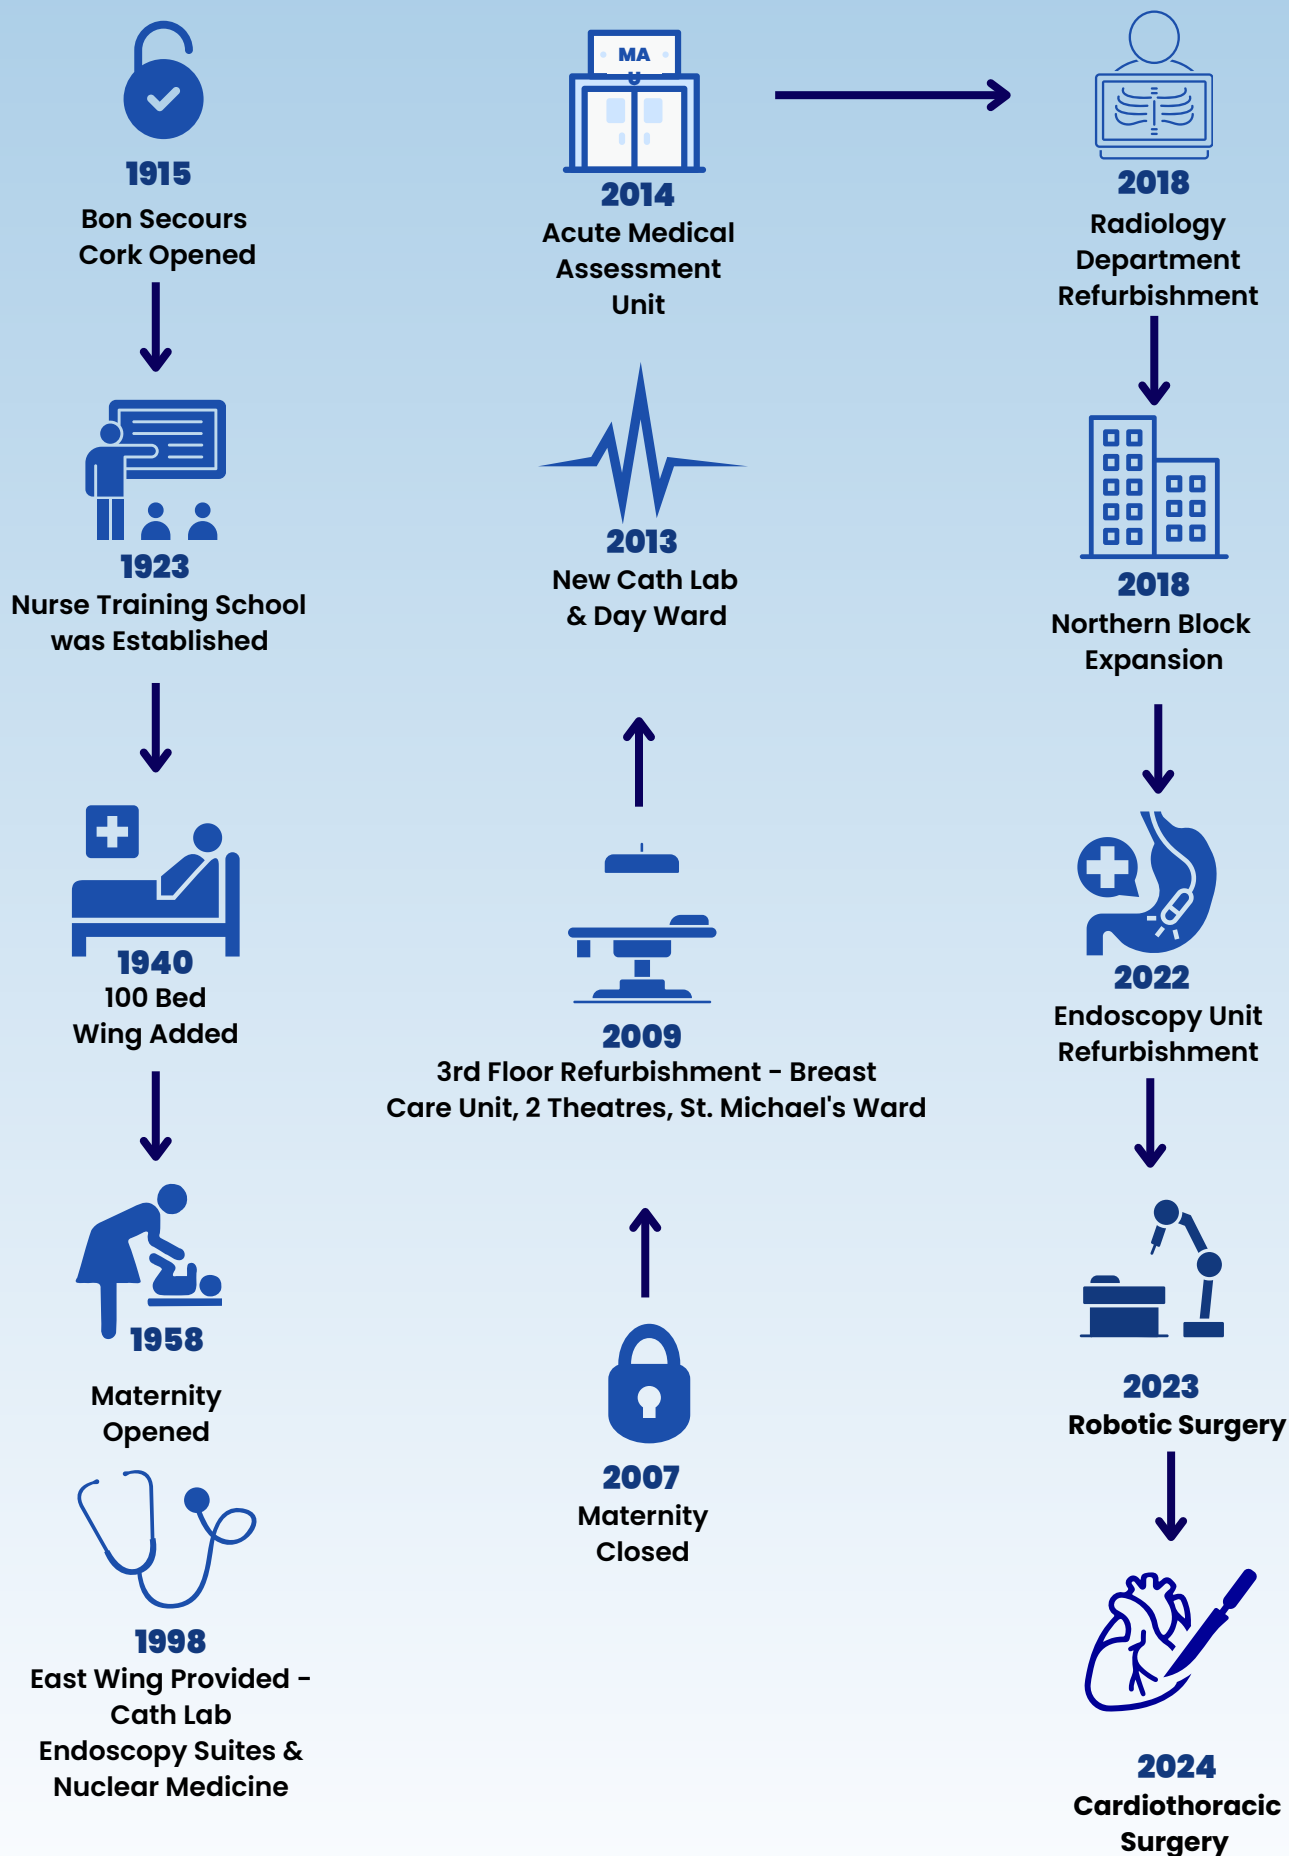 1915
Bon Secours
Cork Opened
1923
Nurse Training School
was Established
1940
100 Bed
Wing Added
1958
Maternity
Opened
1998
East Wing Provided -
Cath Lab
Endoscopy Suites &
Nuclear Medicine
2007
Maternity
Closed
2009
3rd Floor Refurbishment - Breast
Care Unit, 2 Theatres, St. Michael's Ward
2013
New Cath Lab
& Day Ward
MA
U
2014
Acute Medical
Assessment
Unit
2018
Radiology
Department
Refurbishment
2018
Northern Block
Expansion
2022
Endoscopy Unit
Refurbishment
2023
Robotic Surgery
2024
Cardiothoracic
Surgery